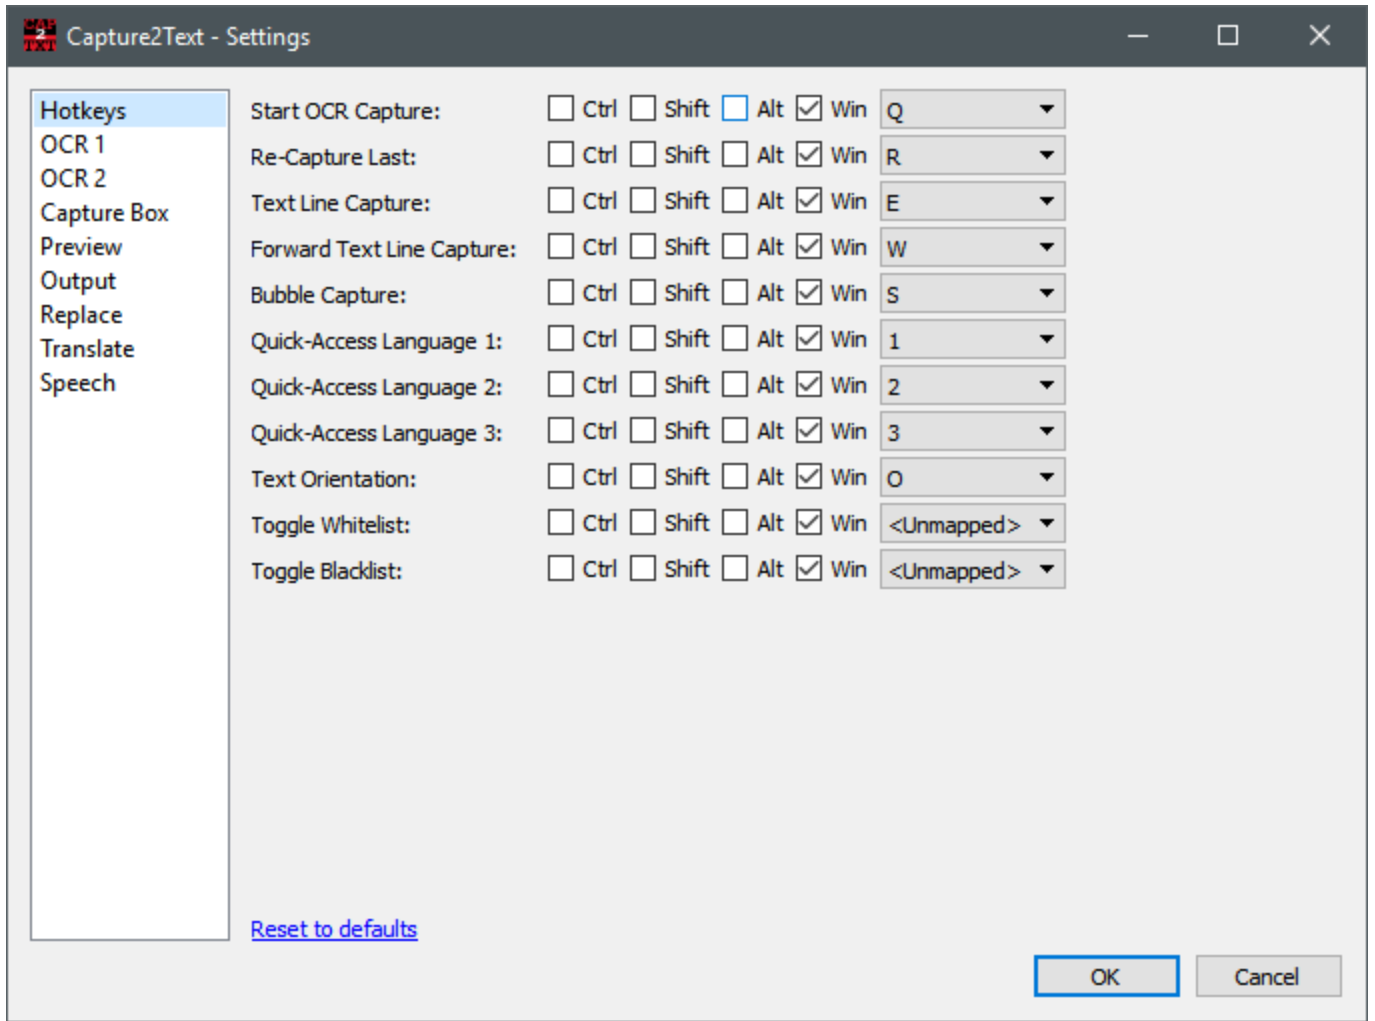 CAP 2 TXT Capture2Text - Settings
Hotkeys
OCR 1
OCR 2
Capture Box
Preview
Output
Replace
Translate
Speech
Start OCR Capture: Ctrl Shift Alt Win Q
Re-Capture Last: Ctrl Shift Alt Win R
Text Line Capture: Ctrl Shift Alt Win E
Forward Text Line Capture: Ctrl Shift Alt Win W
Bubble Capture: Ctrl Shift Alt Win S
Quick-Access Language 1: Ctrl Shift Alt Win 1
Quick-Access Language 2: Ctrl Shift Alt Win 2
Quick-Access Language 3: Ctrl Shift Alt Win 3
Text Orientation: Ctrl Shift Alt Win O
Toggle Whitelist: Ctrl Shift Alt Win <Unmapped>
Toggle Blacklist: Ctrl Shift Alt Win <Unmapped>
Reset to defaults
OK Cancel